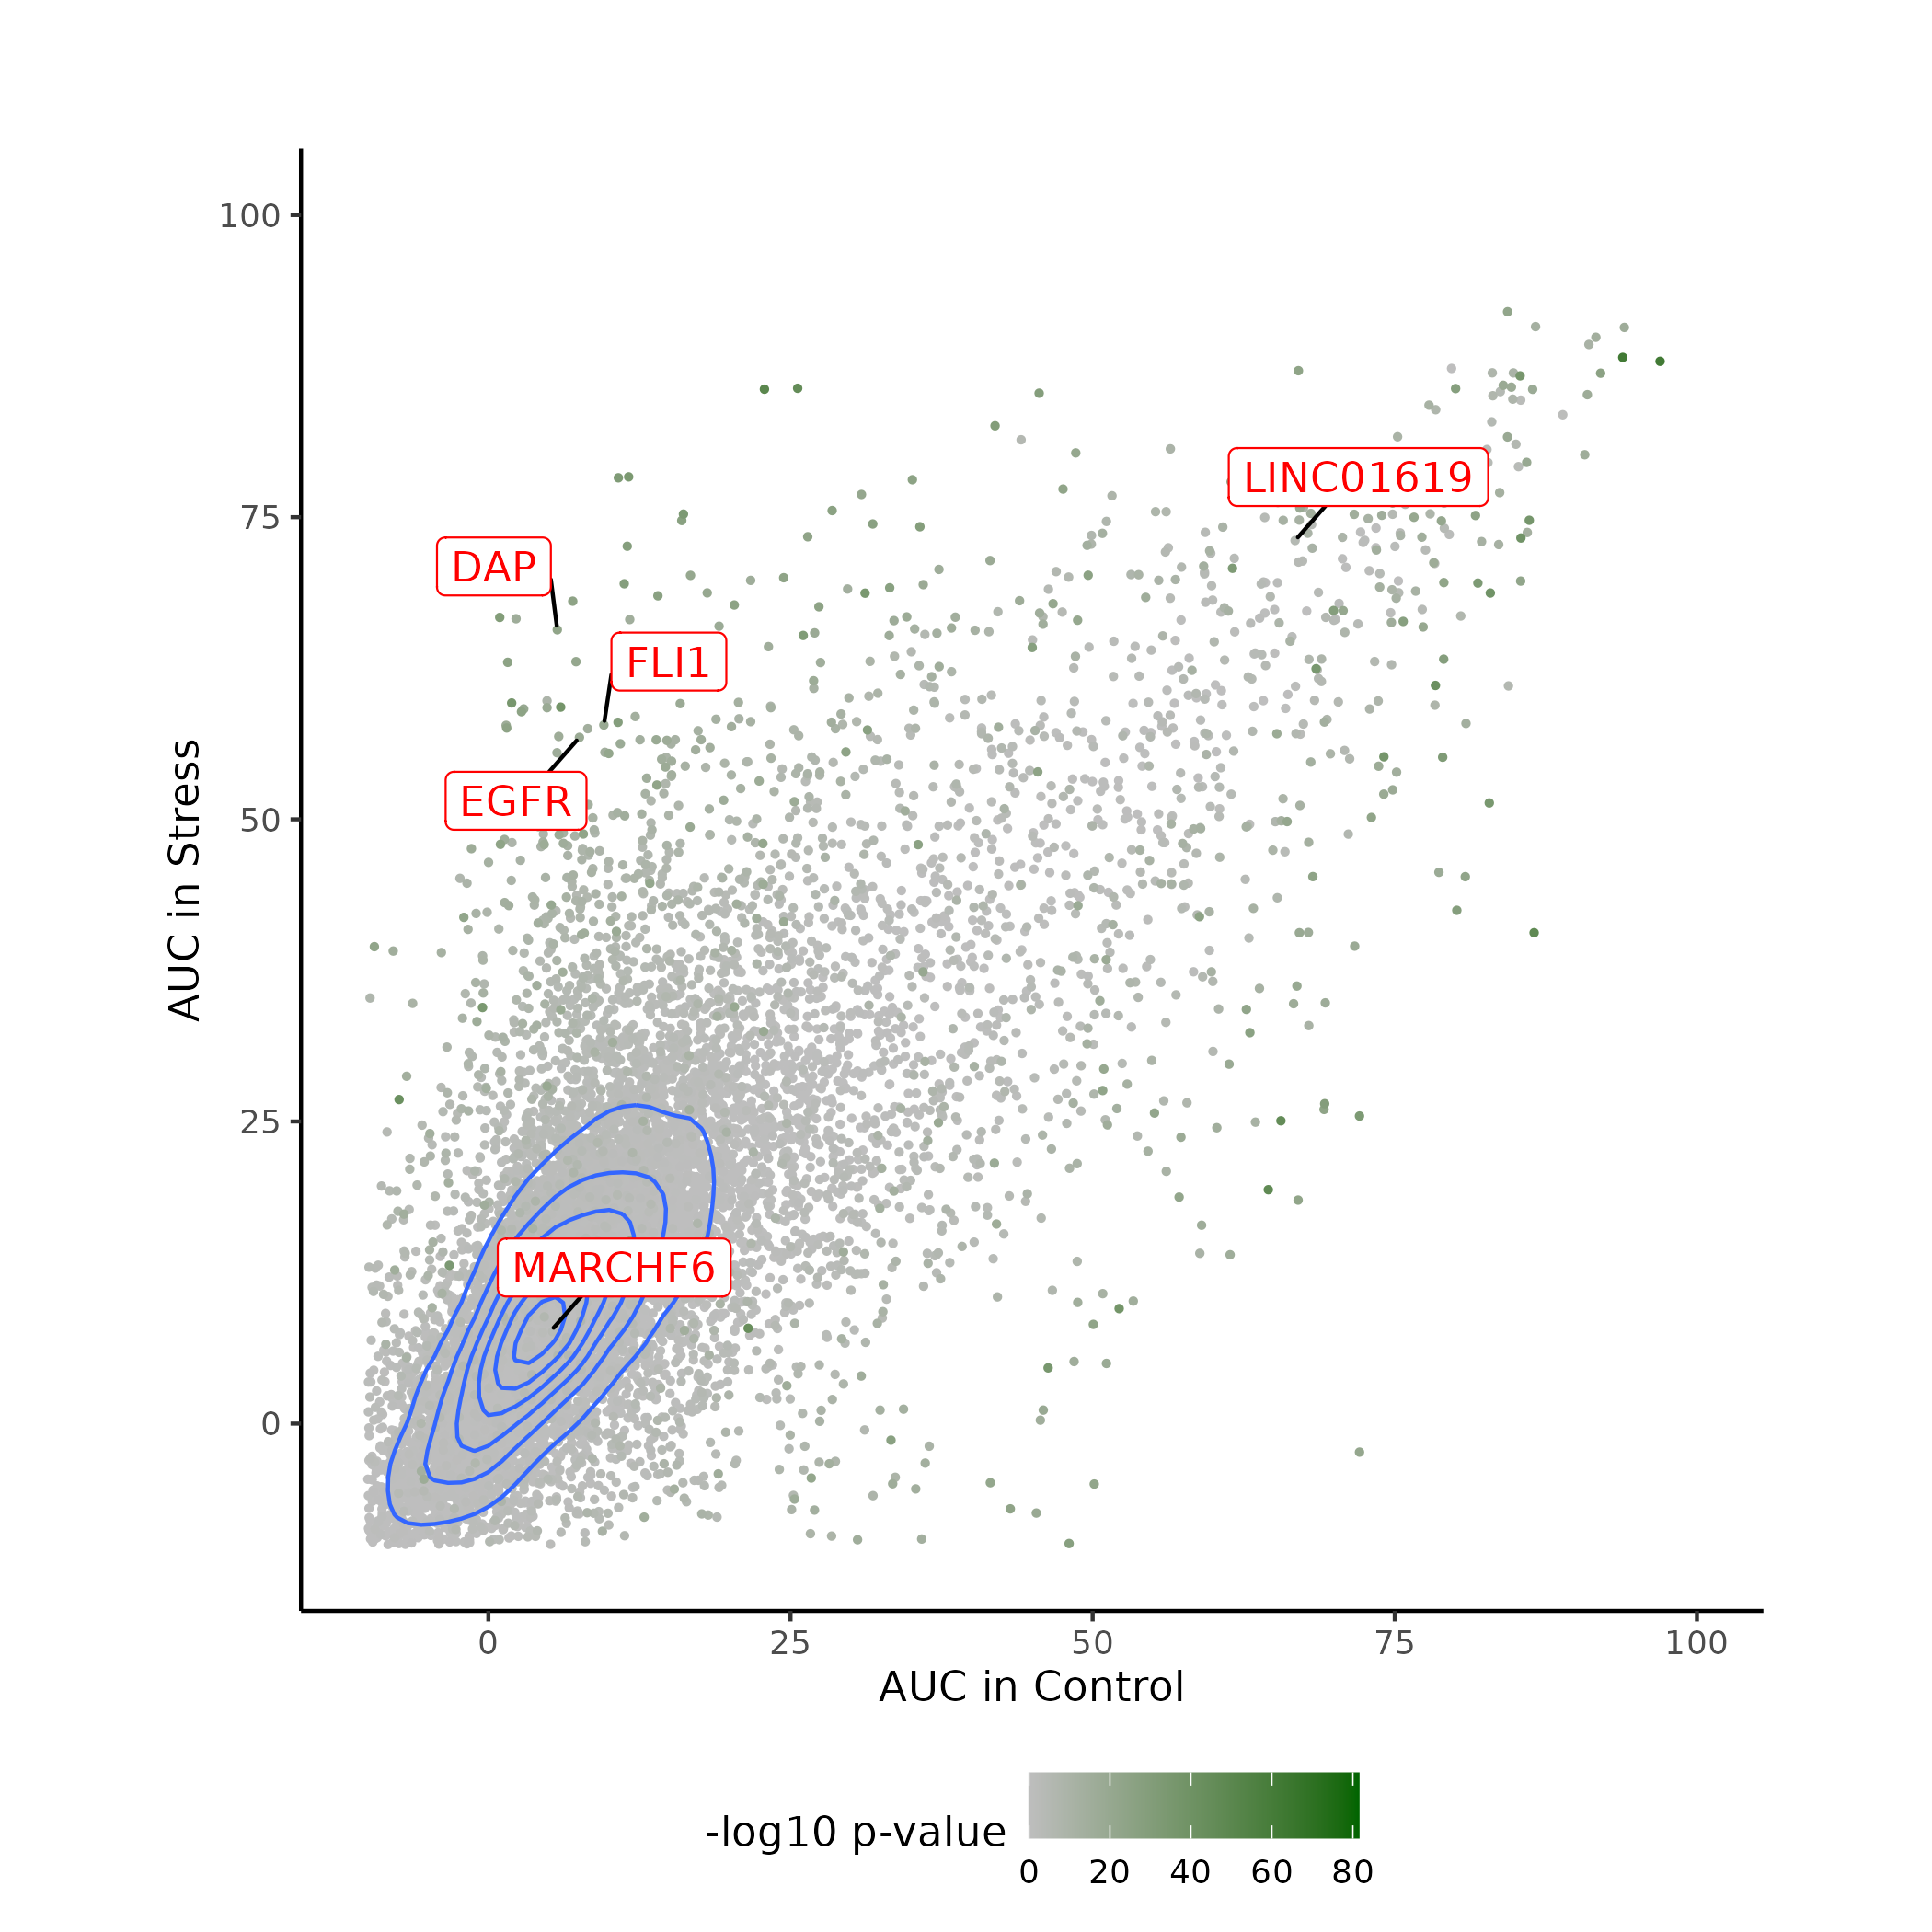 100
LINC01619
75
DAP
FLI1
EGFR
50
AUC in Stress
25
MARCHF6
0
0 25 50 75 100
AUC in Control
-log10 p-value
0 20 40 60 80